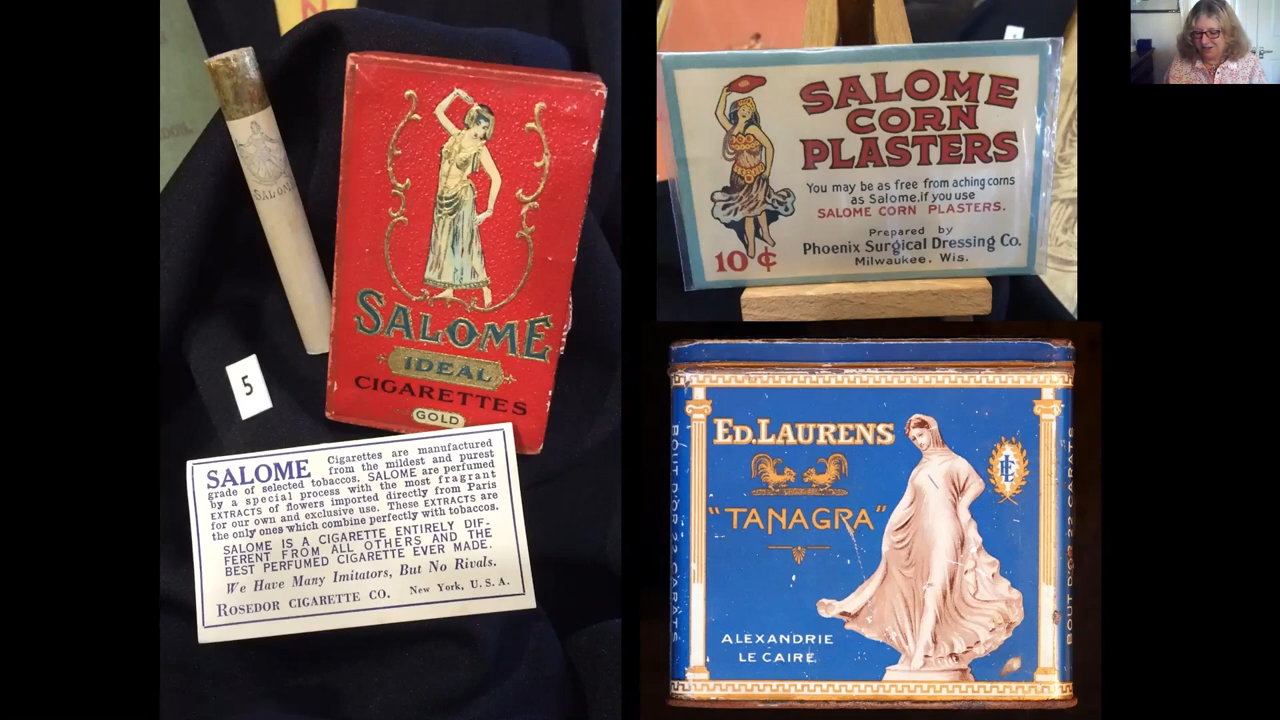 SALOME
5
SALOME
IDEAL
CIGARETTES
GOLD
SALOME Cigarettes are manufactured
from the mildest and purest
grade of selected tobaccos. SALOME are perfumed
by a special process with the most fragrant
EXTRACTS of flowers imported directly from Paris
for our own and exclusive use. These EXTRACTS are
the only ones which combine perfectly with tobaccos.
SALOME IS A CIGARETTE ENTIRELY DIF-
FERENT FROM ALL OTHERS AND THE
BEST PERFUMED CIGARETTE EVER MADE.
We Have Many Imitators, But No Rivals.
ROSEDOR CIGARETTE CO. New York, U. S. A.
SALOME
CORN
PLASTERS
You may be as free from aching corns
as Salome, if you use
SALOME CORN PLASTERS.
Prepared by
Phoenix Surgical Dressing Co.
Milwaukee, Wis.
10 ¢
ED. LAURENS
"TANAGRA"
ALEXANDRIE
LE CAIRE
BOUT D'OR 22 CARATS
BOUT D'OR 22 CARATS